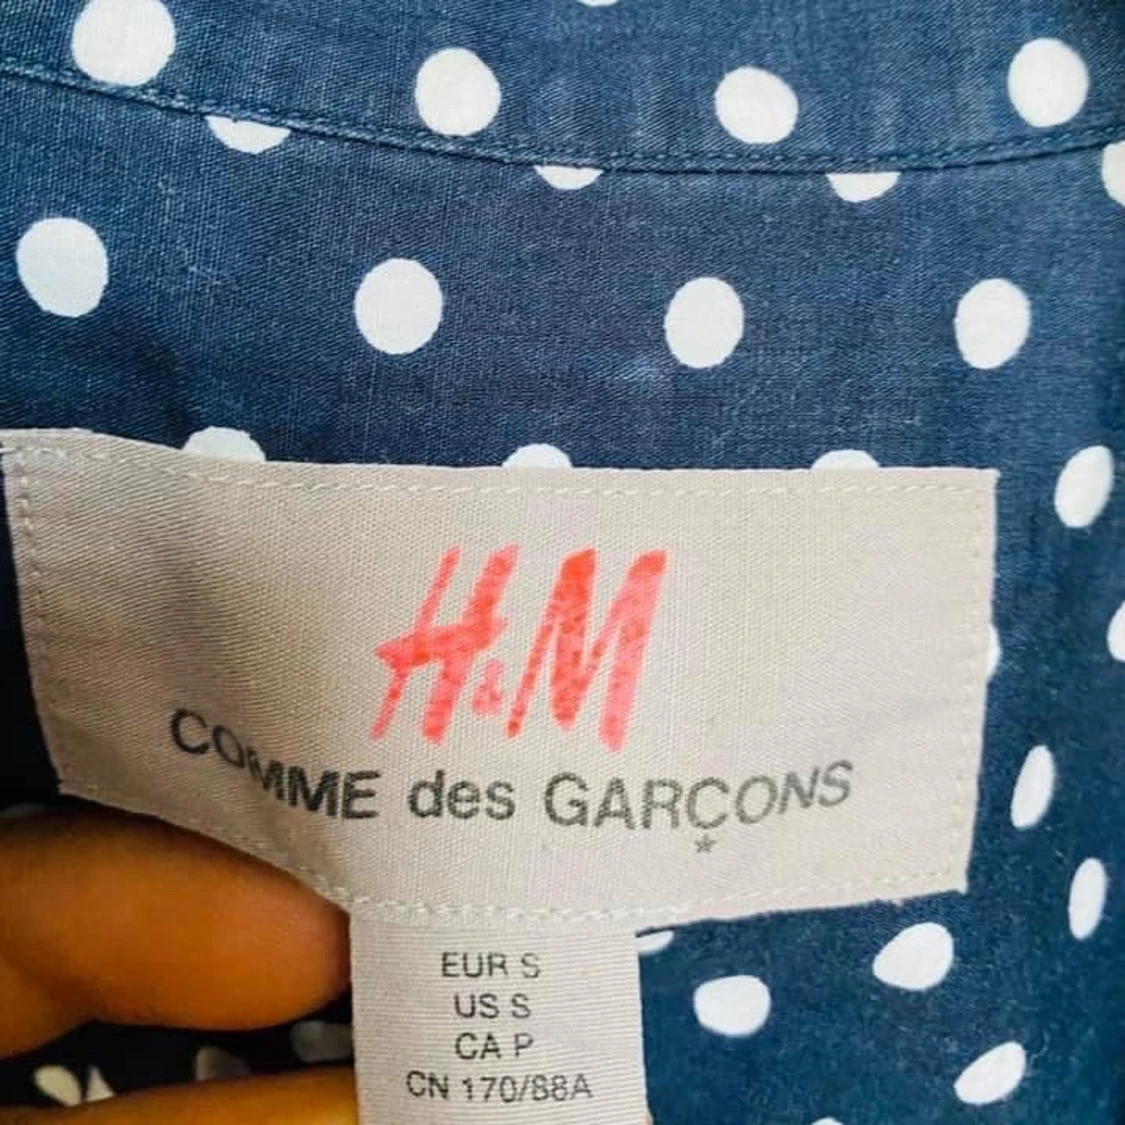 H&M
COMME des GARÇONS
*
EUR S
US S
CA P
CN 170/88A